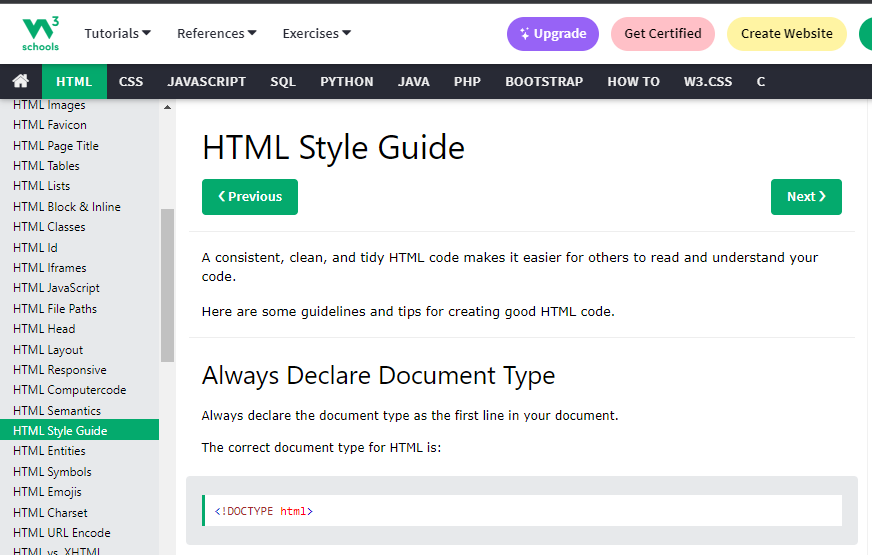 3
schools
Tutorials
References
Exercises
Upgrade
Get Certified
Create Website
HTML CSS JAVASCRIPT SQL PYTHON JAVA PHP BOOTSTRAP HOW TO W3.CSS C
HTML Images
HTML Favicon
HTML Page Title
HTML Tables
HTML Lists
HTML Block & Inline
HTML Classes
HTML Id
HTML Iframes
HTML JavaScript
HTML File Paths
HTML Head
HTML Layout
HTML Responsive
HTML Computercode
HTML Semantics
HTML Style Guide
HTML Entities
HTML Symbols
HTML Emojis
HTML Charset
HTML URL Encode
HTML vs. XHTML
HTML Style Guide
❮ Previous
Next ❯
A consistent, clean, and tidy HTML code makes it easier for others to read and understand your
code.
Here are some guidelines and tips for creating good HTML code.
Always Declare Document Type
Always declare the document type as the first line in your document.
The correct document type for HTML is:
<!DOCTYPE html>